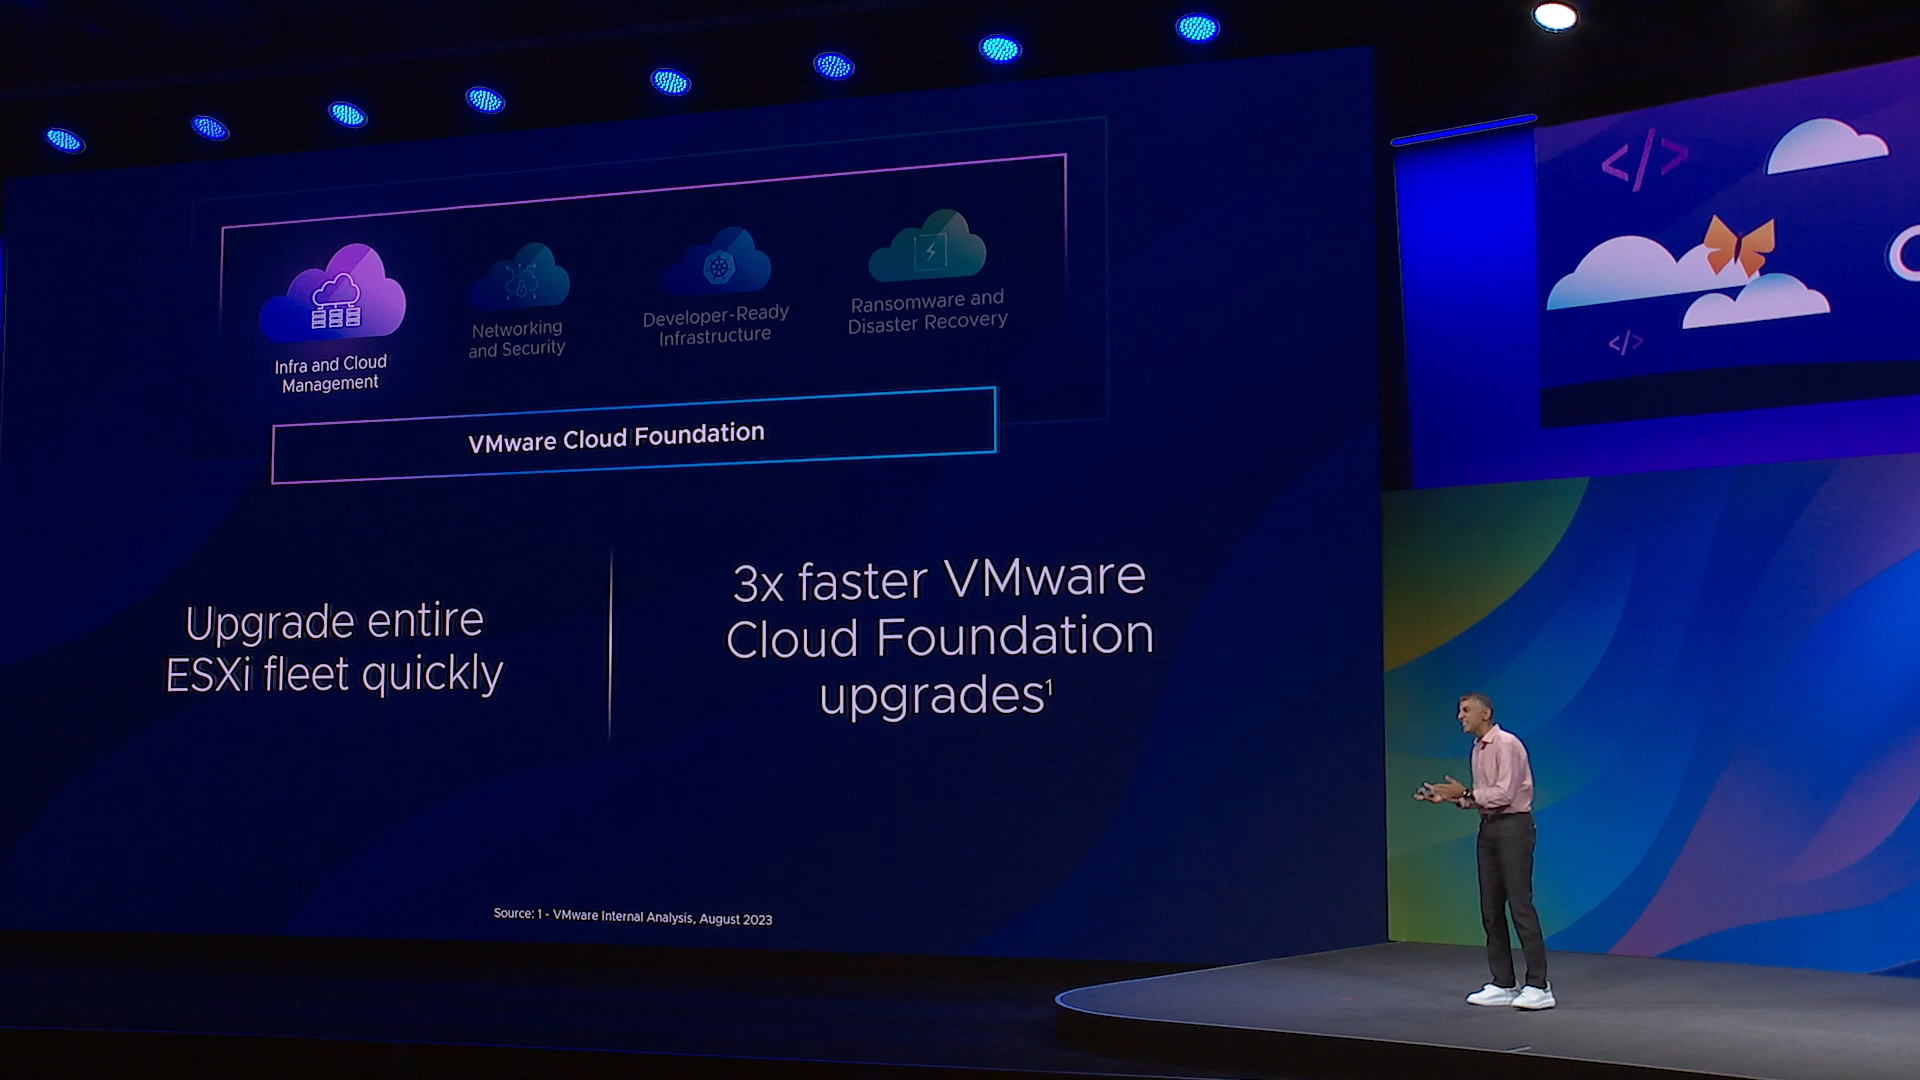 Infra and Cloud
Management
Networking
and Security
Developer-Ready
Infrastructure
Ransomware and
Disaster Recovery
VMware Cloud Foundation
Upgrade entire
ESXi fleet quickly
3x faster VMware
Cloud Foundation
upgrades¹
Source: 1 - VMware Internal Analysis, August 2023
</>
</>